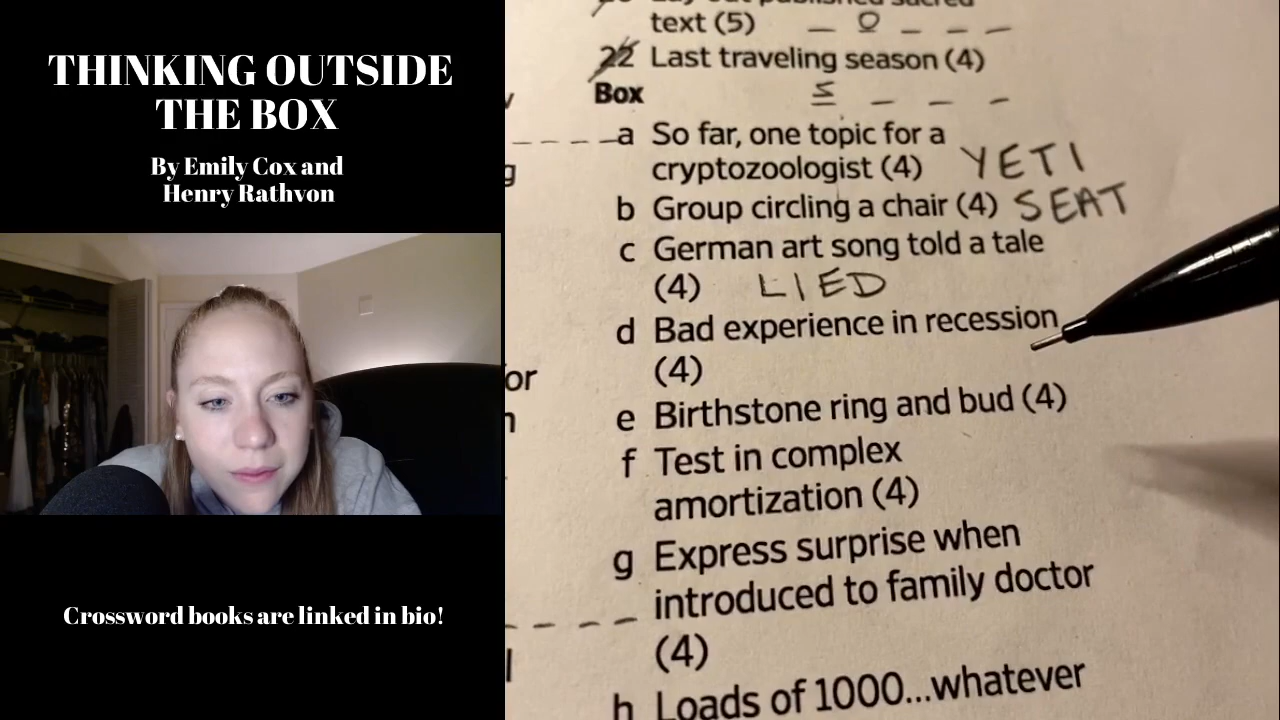 THINKING OUTSIDE
THE BOX
By Emily Cox and
Henry Rathvon
Crossword books are linked in bio!
text (5) _ O _ _ _
22 Last traveling season (4)
Box S _ _ _
a So far, one topic for a
cryptozoologist (4) YETI
b Group circling a chair (4) SEAT
c German art song told a tale
(4) LIED
d Bad experience in recession
(4)
e Birthstone ring and bud (4)
f Test in complex
amortization (4)
g Express surprise when
introduced to family doctor
(4)
h Loads of 1000...whatever